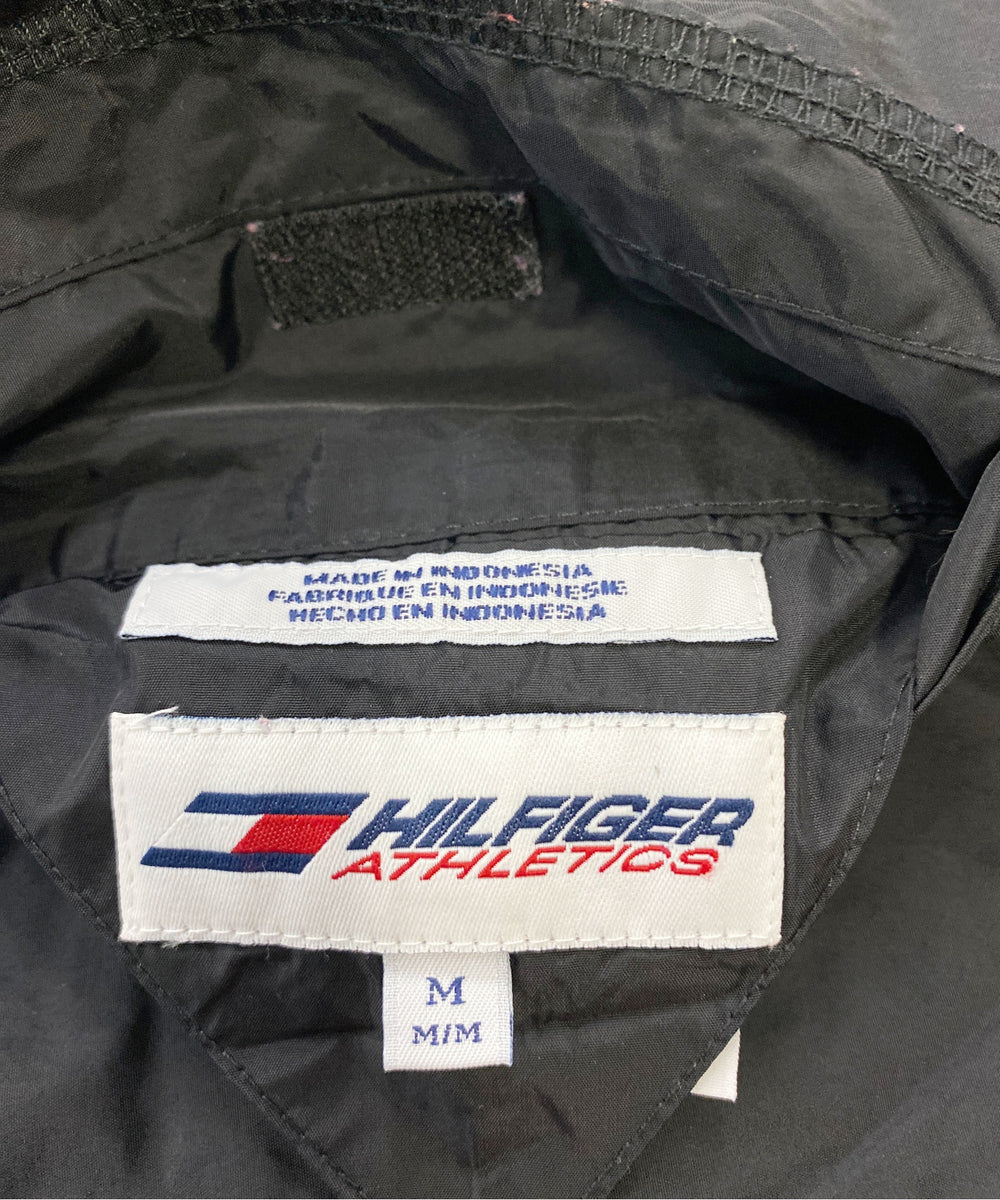 MADE IN INDONESIA
FABRIQUE EN INDONESIE
HECHO EN INDONESIA
HILFIGER
ATHLETICS
M
M/M